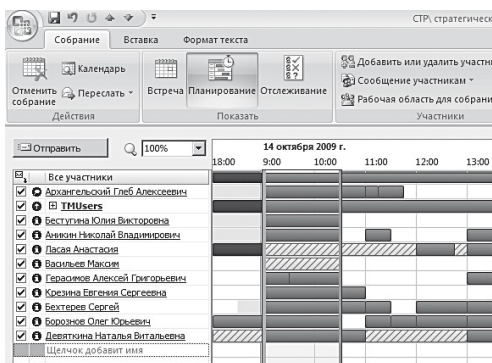 СТР\ стратегическ
Собрание Вставка Формат текста
Отменить собрание
Календарь
Переслать
Действия
Встреча Планирование Отслеживание
Показать
Добавить или удалить участн
Сообщение участникам
Рабочая область для собрани
Участники
Отправить 100%
14 октября 2009 г.
18:00 9:00 10:00 11:00 12:00 13:00
Все участники
Архангельский Глеб Алексеевич
TMUsers
Бестугина Юлия Викторовна
Аникин Николай Владимирович
Ласая Анастасия
Васильев Максим
Герасимов Алексей Григорьевич
Крезина Евгения Сергеевна
Бехтерев Сергей
Борознов Олег Юрьевич
Девяткина Наталья Витальевна
Щелчок добавит имя